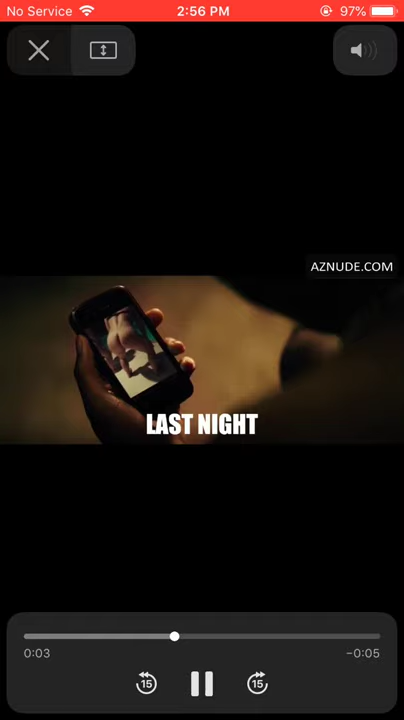 No Service 2:56 PM 97%
AZNUDE.COM
LAST NIGHT
0:03 −0:05
15 15